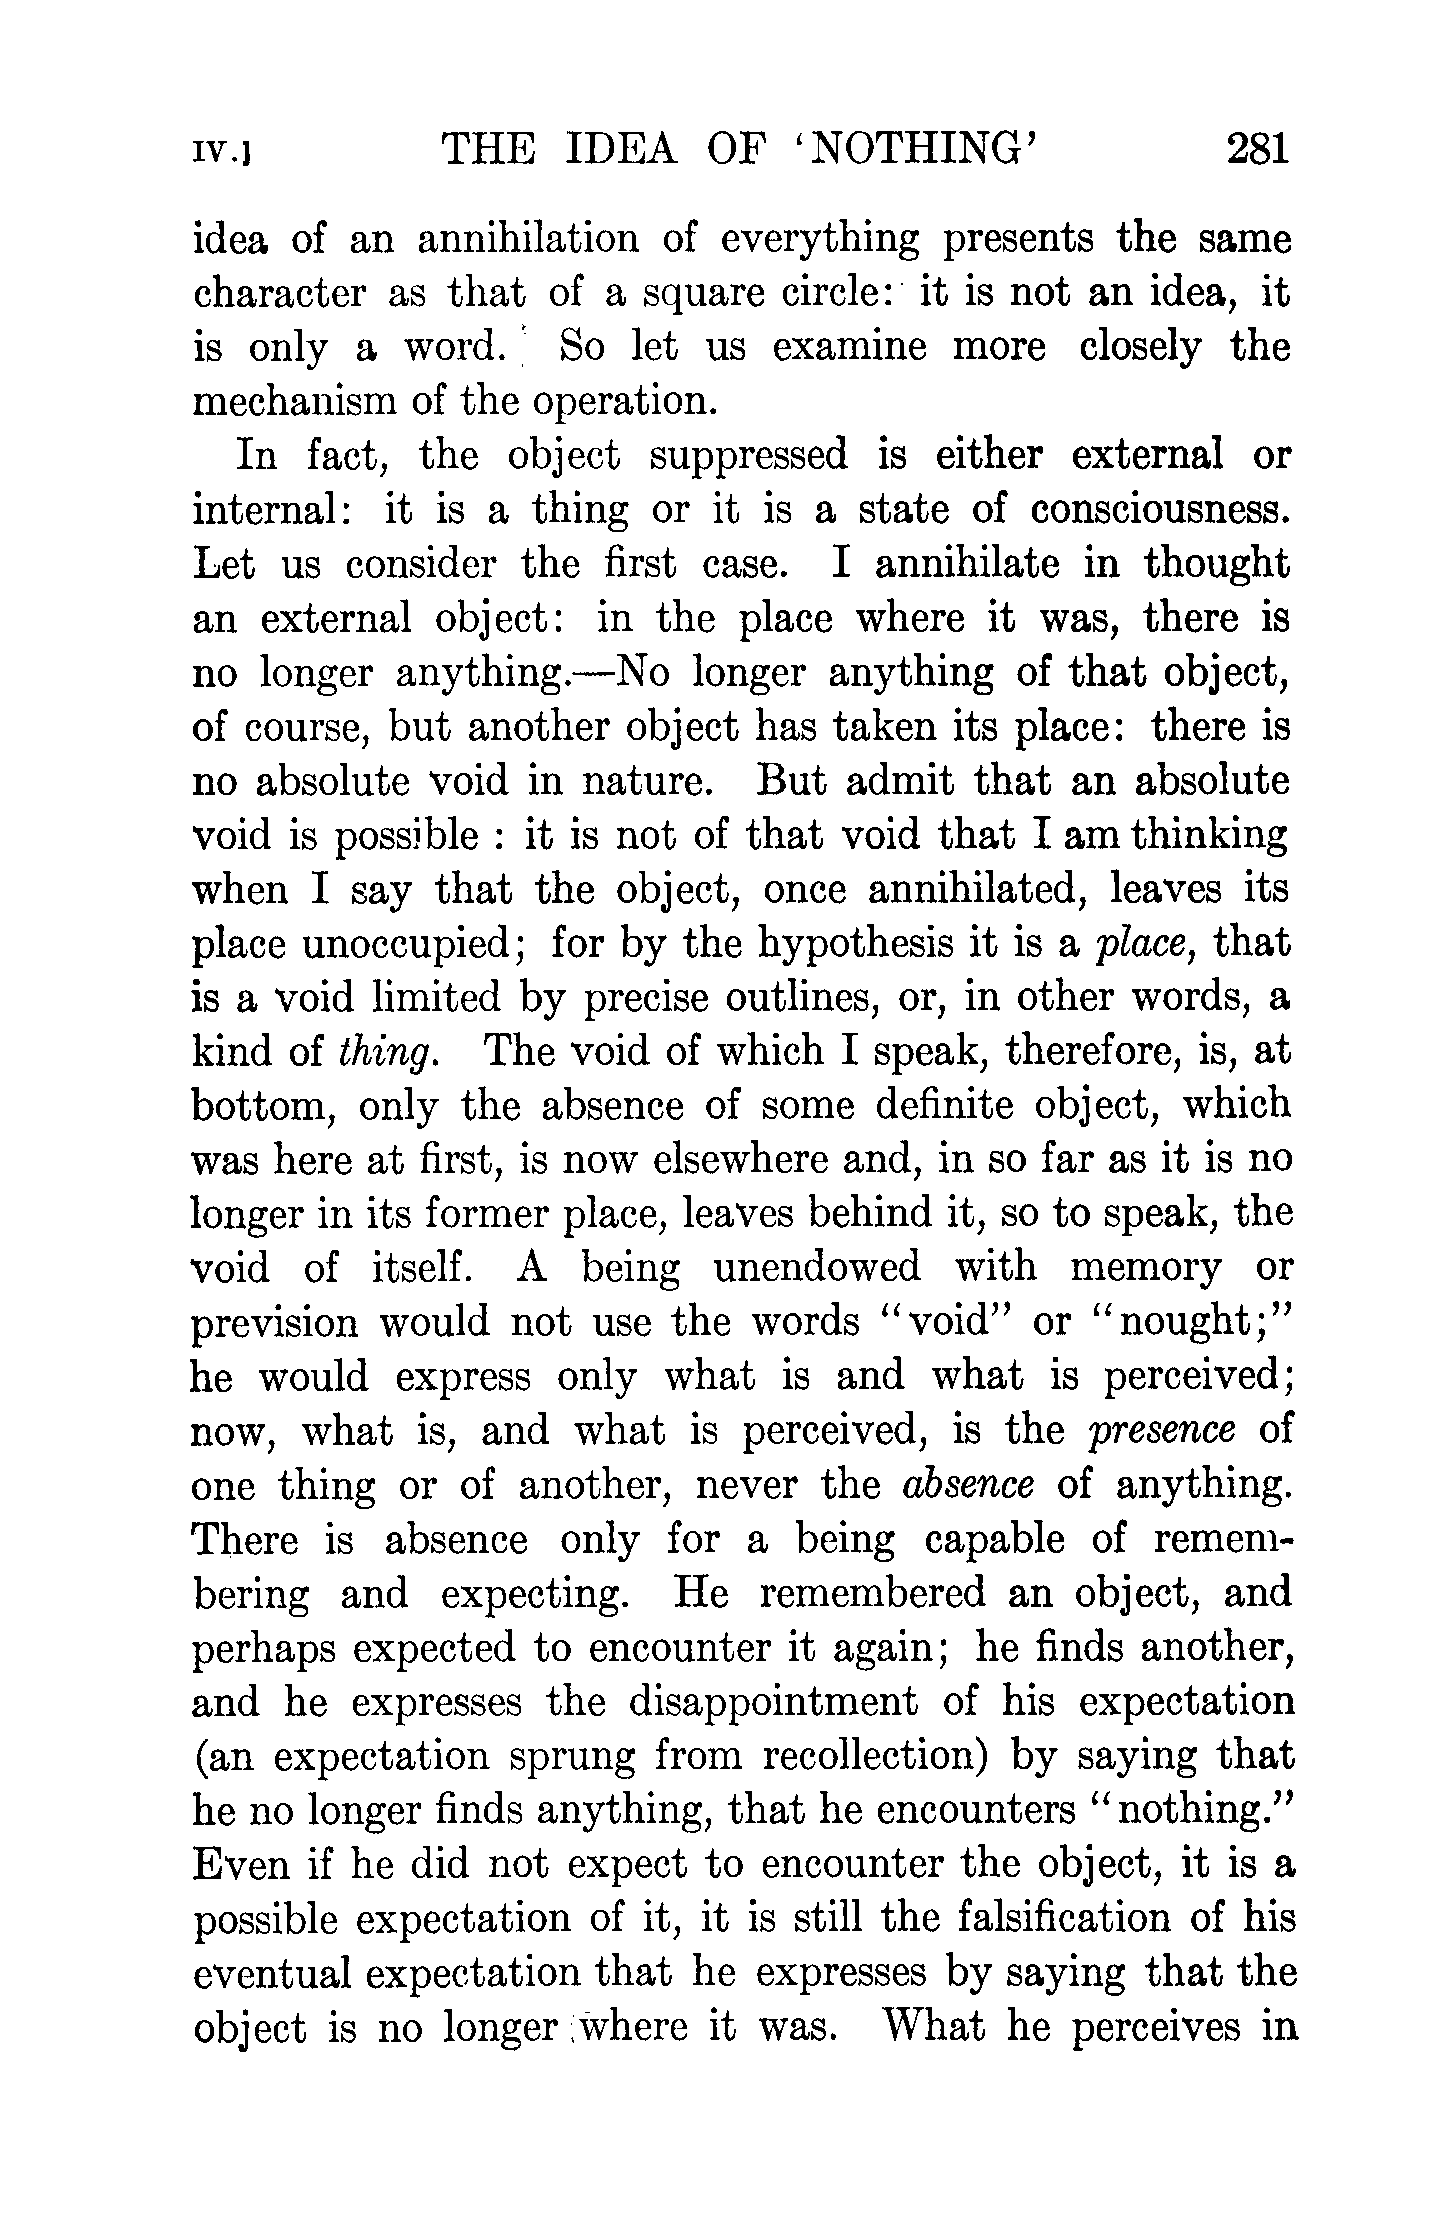 IV.] THE IDEA OF 'NOTHING' 281
idea of an annihilation of everything presents the same
character as that of a square circle: it is not an idea, it
is only a word. So let us examine more closely the
mechanism of the operation.
In fact, the object suppressed is either external or
internal: it is a thing or it is a state of consciousness.
Let us consider the first case. I annihilate in thought
an external object: in the place where it was, there is
no longer anything.—No longer anything of that object,
of course, but another object has taken its place: there is
no absolute void in nature. But admit that an absolute
void is possible : it is not of that void that I am thinking
when I say that the object, once annihilated, leaves its
place unoccupied; for by the hypothesis it is a place, that
is a void limited by precise outlines, or, in other words, a
kind of thing. The void of which I speak, therefore, is, at
bottom, only the absence of some definite object, which
was here at first, is now elsewhere and, in so far as it is no
longer in its former place, leaves behind it, so to speak, the
void of itself. A being unendowed with memory or
prevision would not use the words "void" or "nought;"
he would express only what is and what is perceived;
now, what is, and what is perceived, is the presence of
one thing or of another, never the absence of anything.
There is absence only for a being capable of remem-
bering and expecting. He remembered an object, and
perhaps expected to encounter it again; he finds another,
and he expresses the disappointment of his expectation
(an expectation sprung from recollection) by saying that
he no longer finds anything, that he encounters "nothing."
Even if he did not expect to encounter the object, it is a
possible expectation of it, it is still the falsification of his
eventual expectation that he expresses by saying that the
object is no longer where it was. What he perceives in